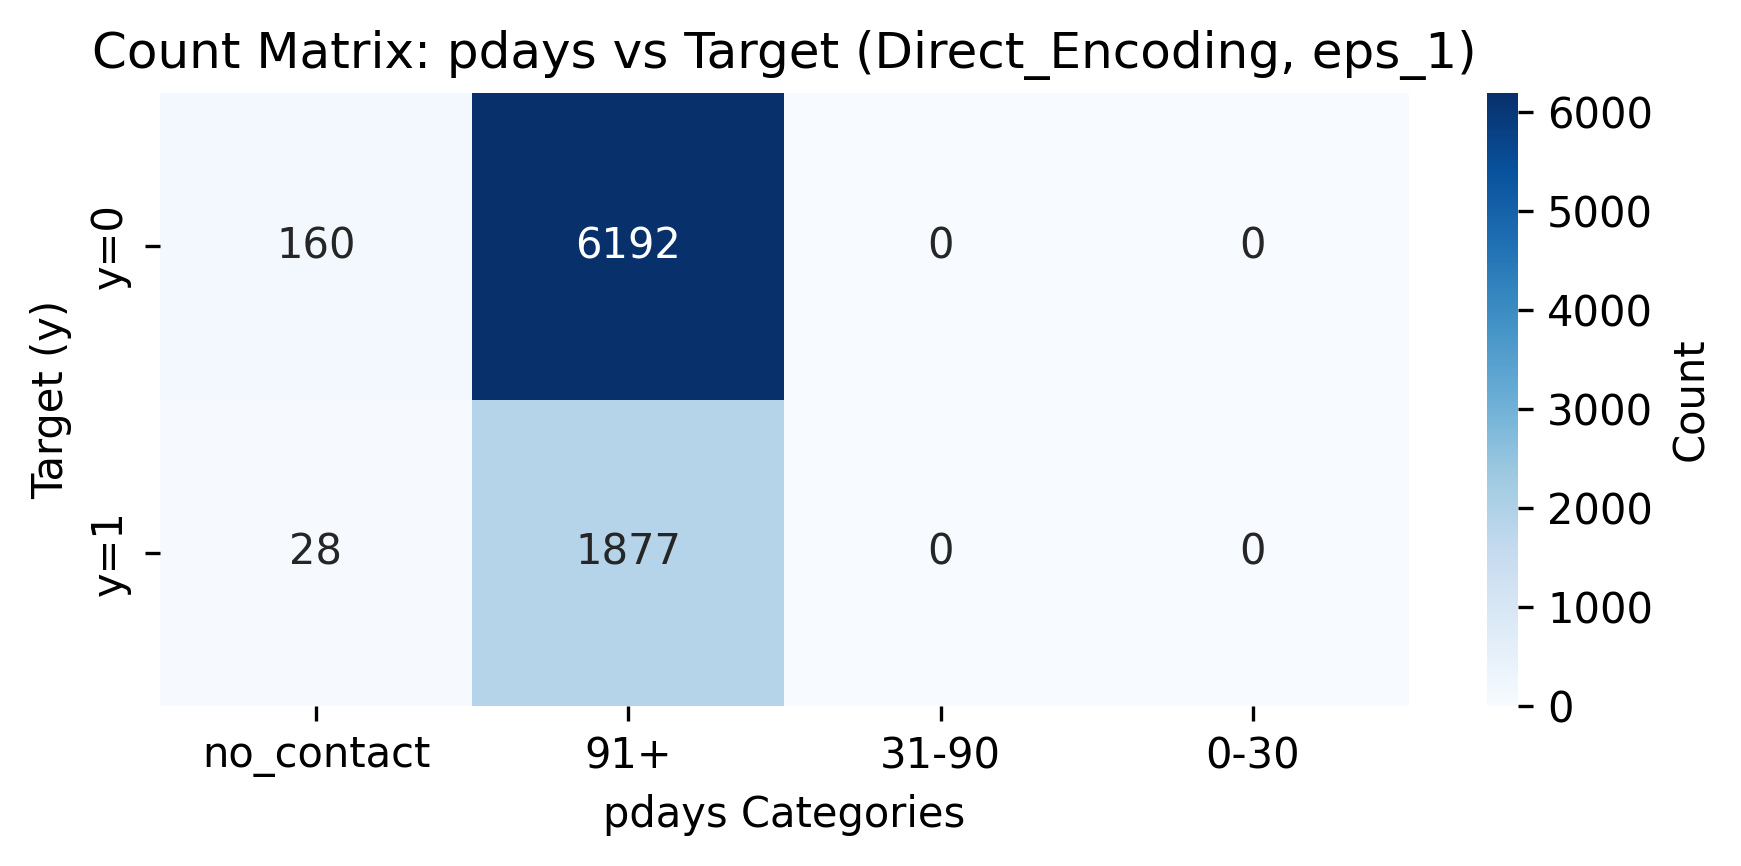 Count Matrix: pdays vs Target (Direct_Encoding, eps_1)
Target (y)
y=0
160 6192 0 0
y=1
28 1877 0 0
no_contact 91+ 31-90 0-30
pdays Categories
6000
5000
4000
3000
2000
1000
0
Count